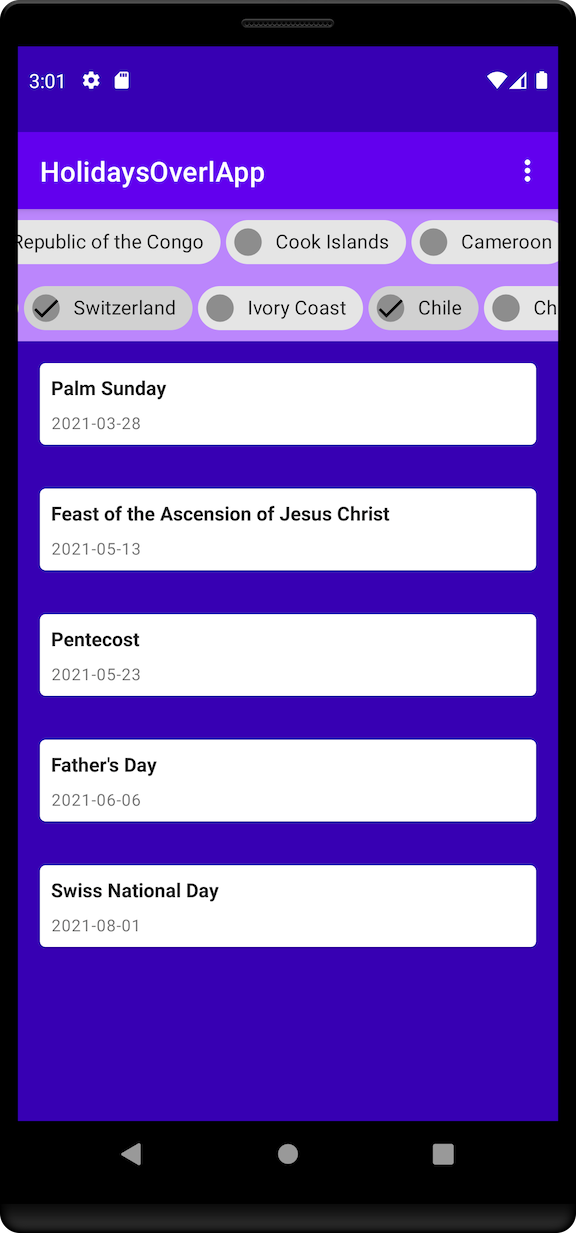 3:01
HolidaysOverlApp
Republic of the Congo
Cook Islands
Cameroon
Switzerland
Ivory Coast
Chile
Ch
Palm Sunday
2021-03-28
Feast of the Ascension of Jesus Christ
2021-05-13
Pentecost
2021-05-23
Father's Day
2021-06-06
Swiss National Day
2021-08-01